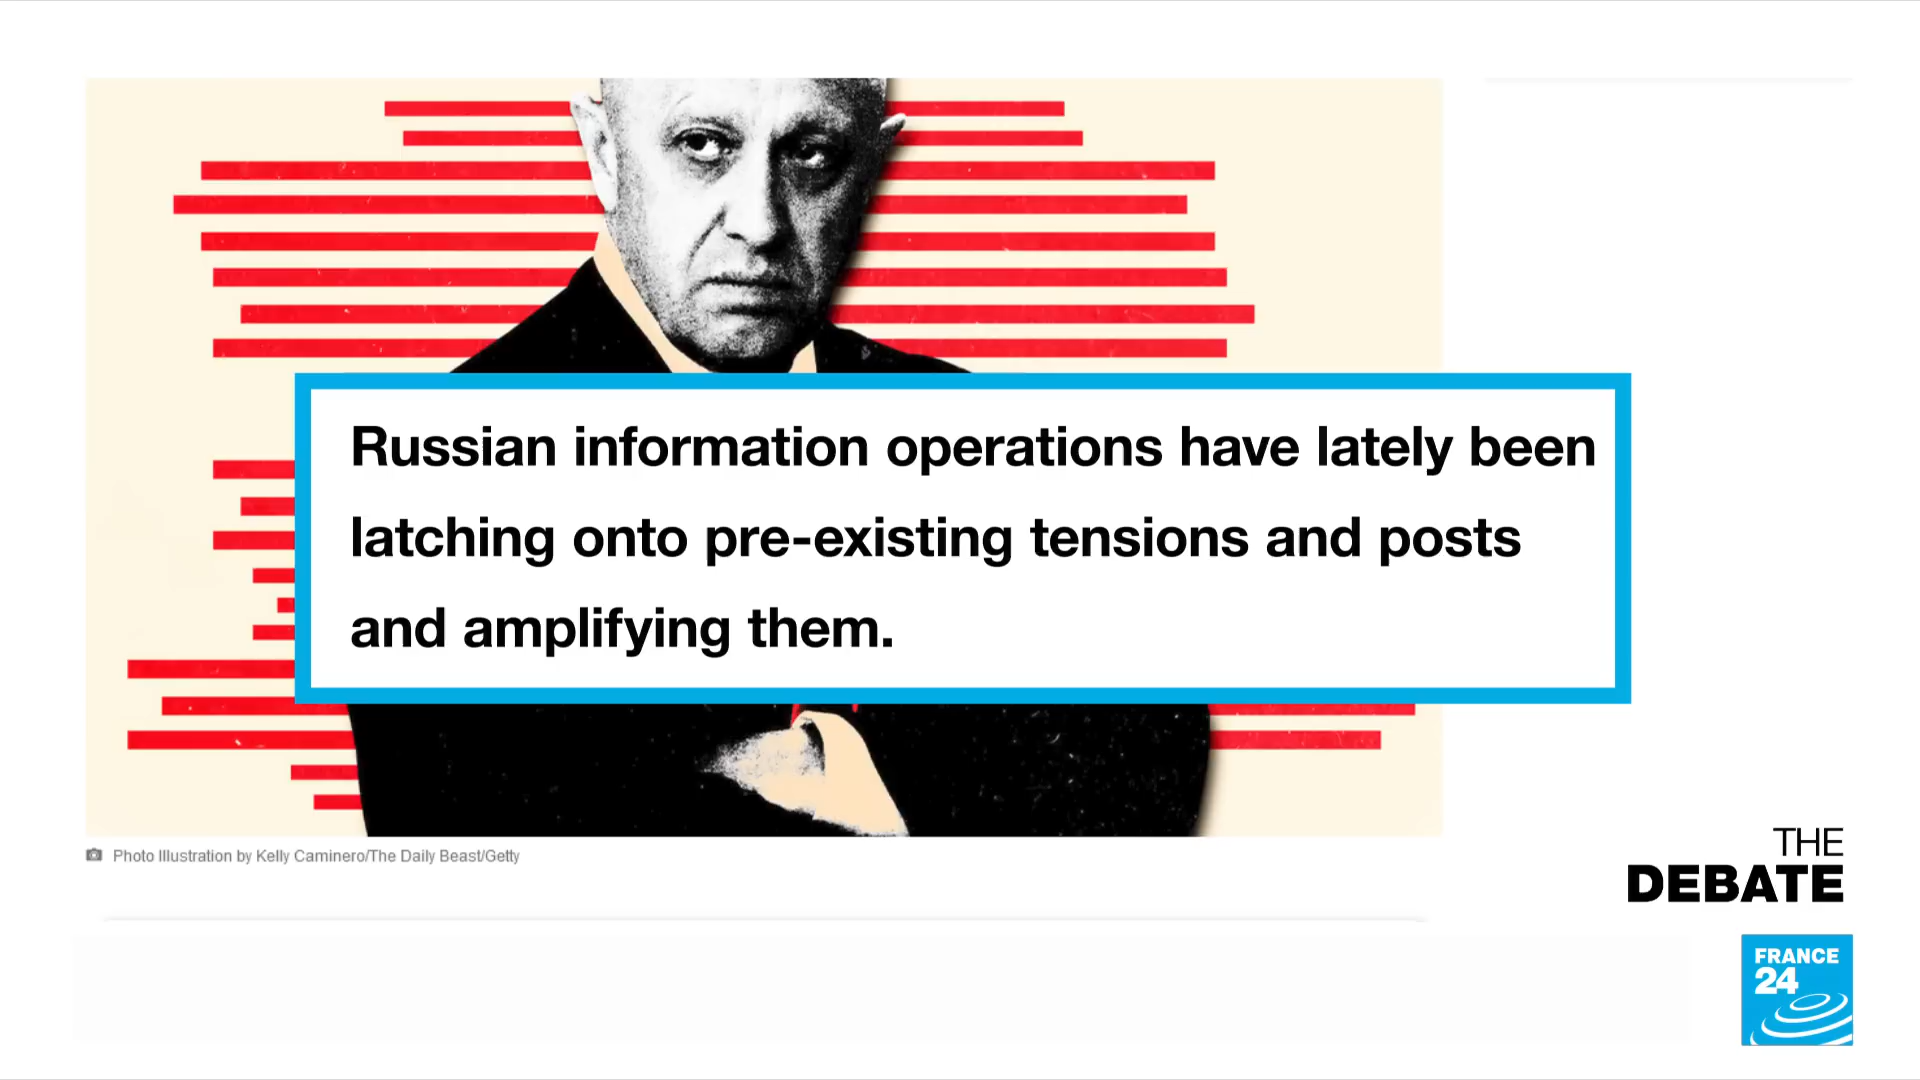 Russian information operations have lately been
latching onto pre-existing tensions and posts
and amplifying them.
Photo Illustration by Kelly Caminero/The Daily Beast/Getty
THE
DEBATE
FRANCE
24